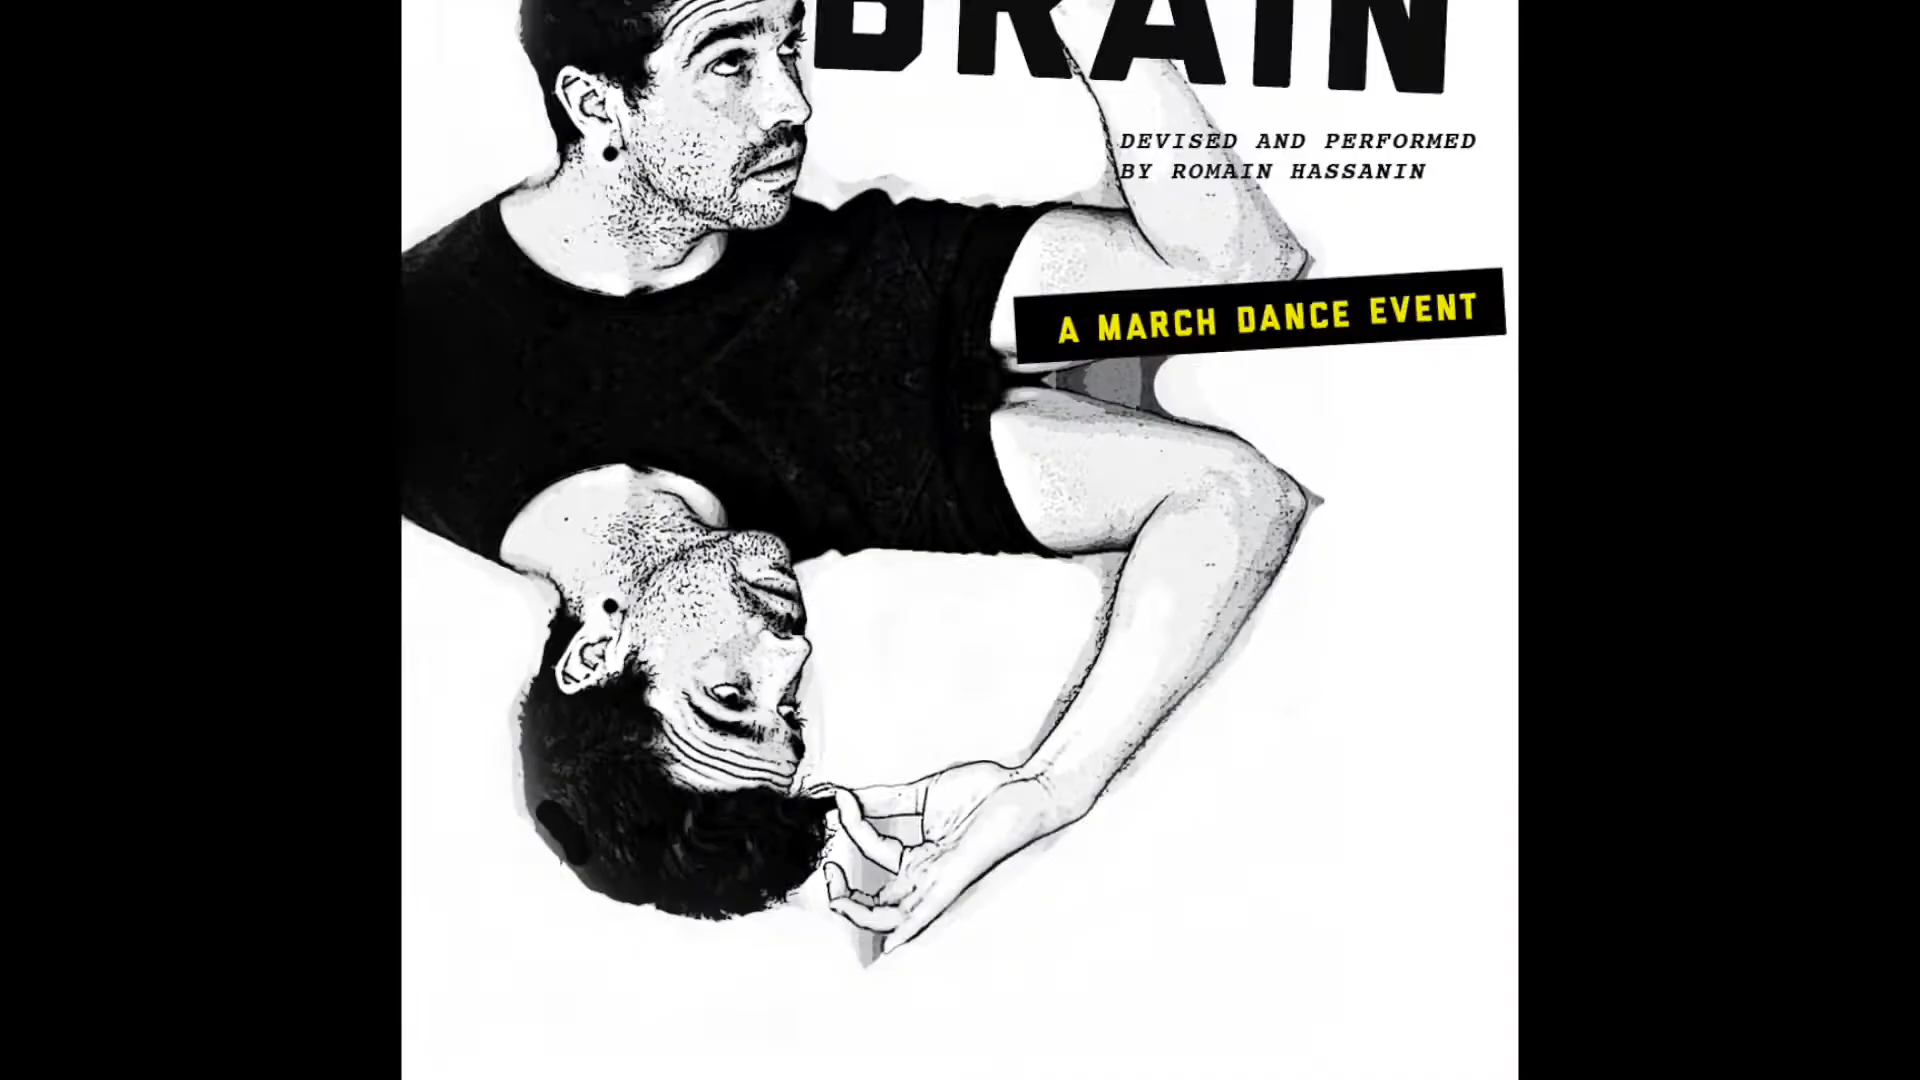 BRAIN
DEVISED AND PERFORMED
BY ROMAIN HASSANIN
A MARCH DANCE EVENT